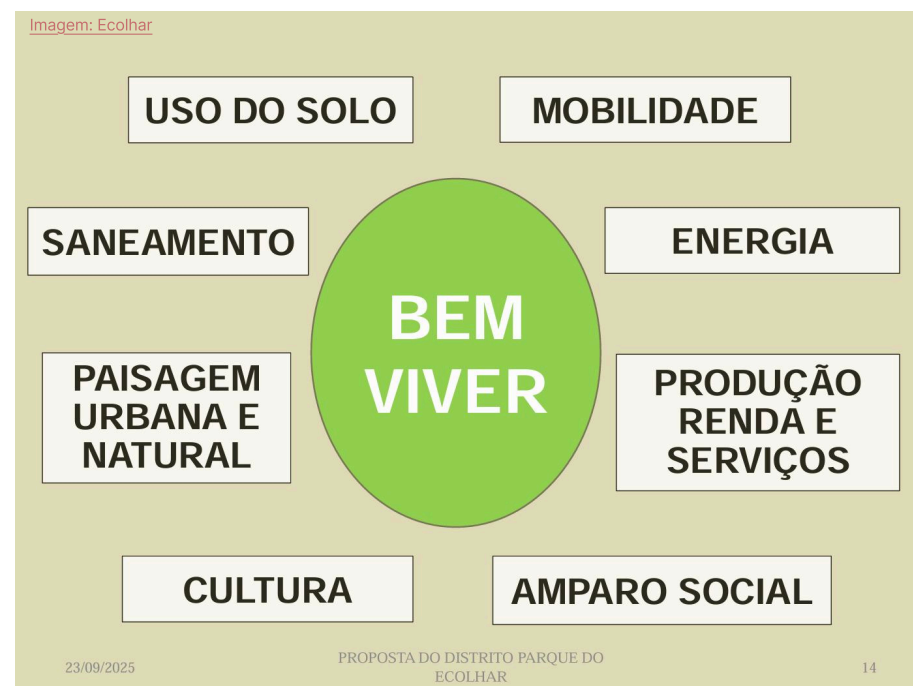 Imagem: Ecolhar
USO DO SOLO
MOBILIDADE
SANEAMENTO
ENERGIA
BEM
VIVER
PAISAGEM
URBANA E
NATURAL
PRODUÇÃO
RENDA E
SERVIÇOS
CULTURA
AMPARO SOCIAL
23/09/2025
PROPOSTA DO DISTRITO PARQUE DO
ECOLHAR
14